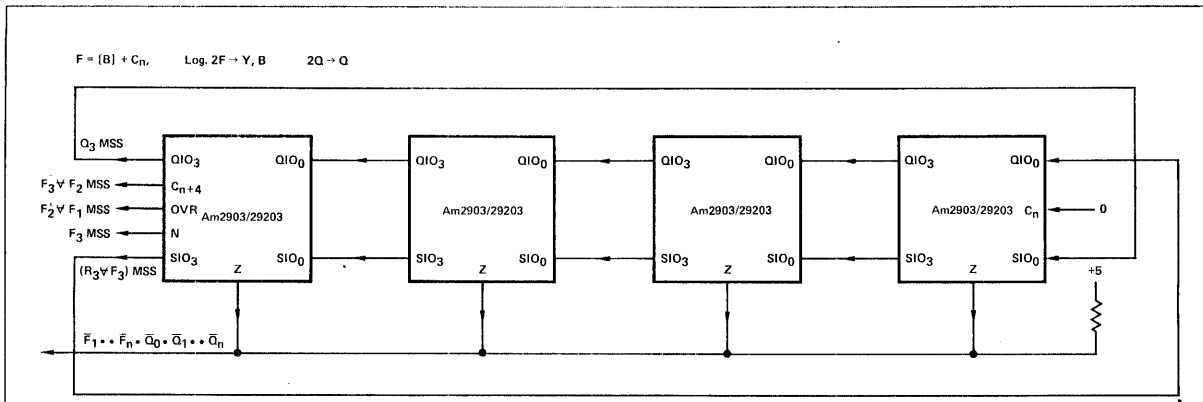 F = [B] + Cn, Log. 2F → Y, B 2Q → Q
Q3 MSS
QIO3 QIO0 QIO3 QIO0 QIO3 QIO0 QIO3 QIO0
F3 ∀ F2 MSS Cn+4
F2 ∀ F1 MSS OVR Am2903/29203 Am2903/29203 Am2903/29203 Am2903/29203 Cn 0
F3 MSS N
SIO3 SIO0 SIO3 SIO0 SIO3 SIO0 SIO3 SIO0
(R3 ∀ F3) MSS Z Z Z Z +5
F̅1 • • F̅n • Q̅0 • Q̅1 • • Q̅n